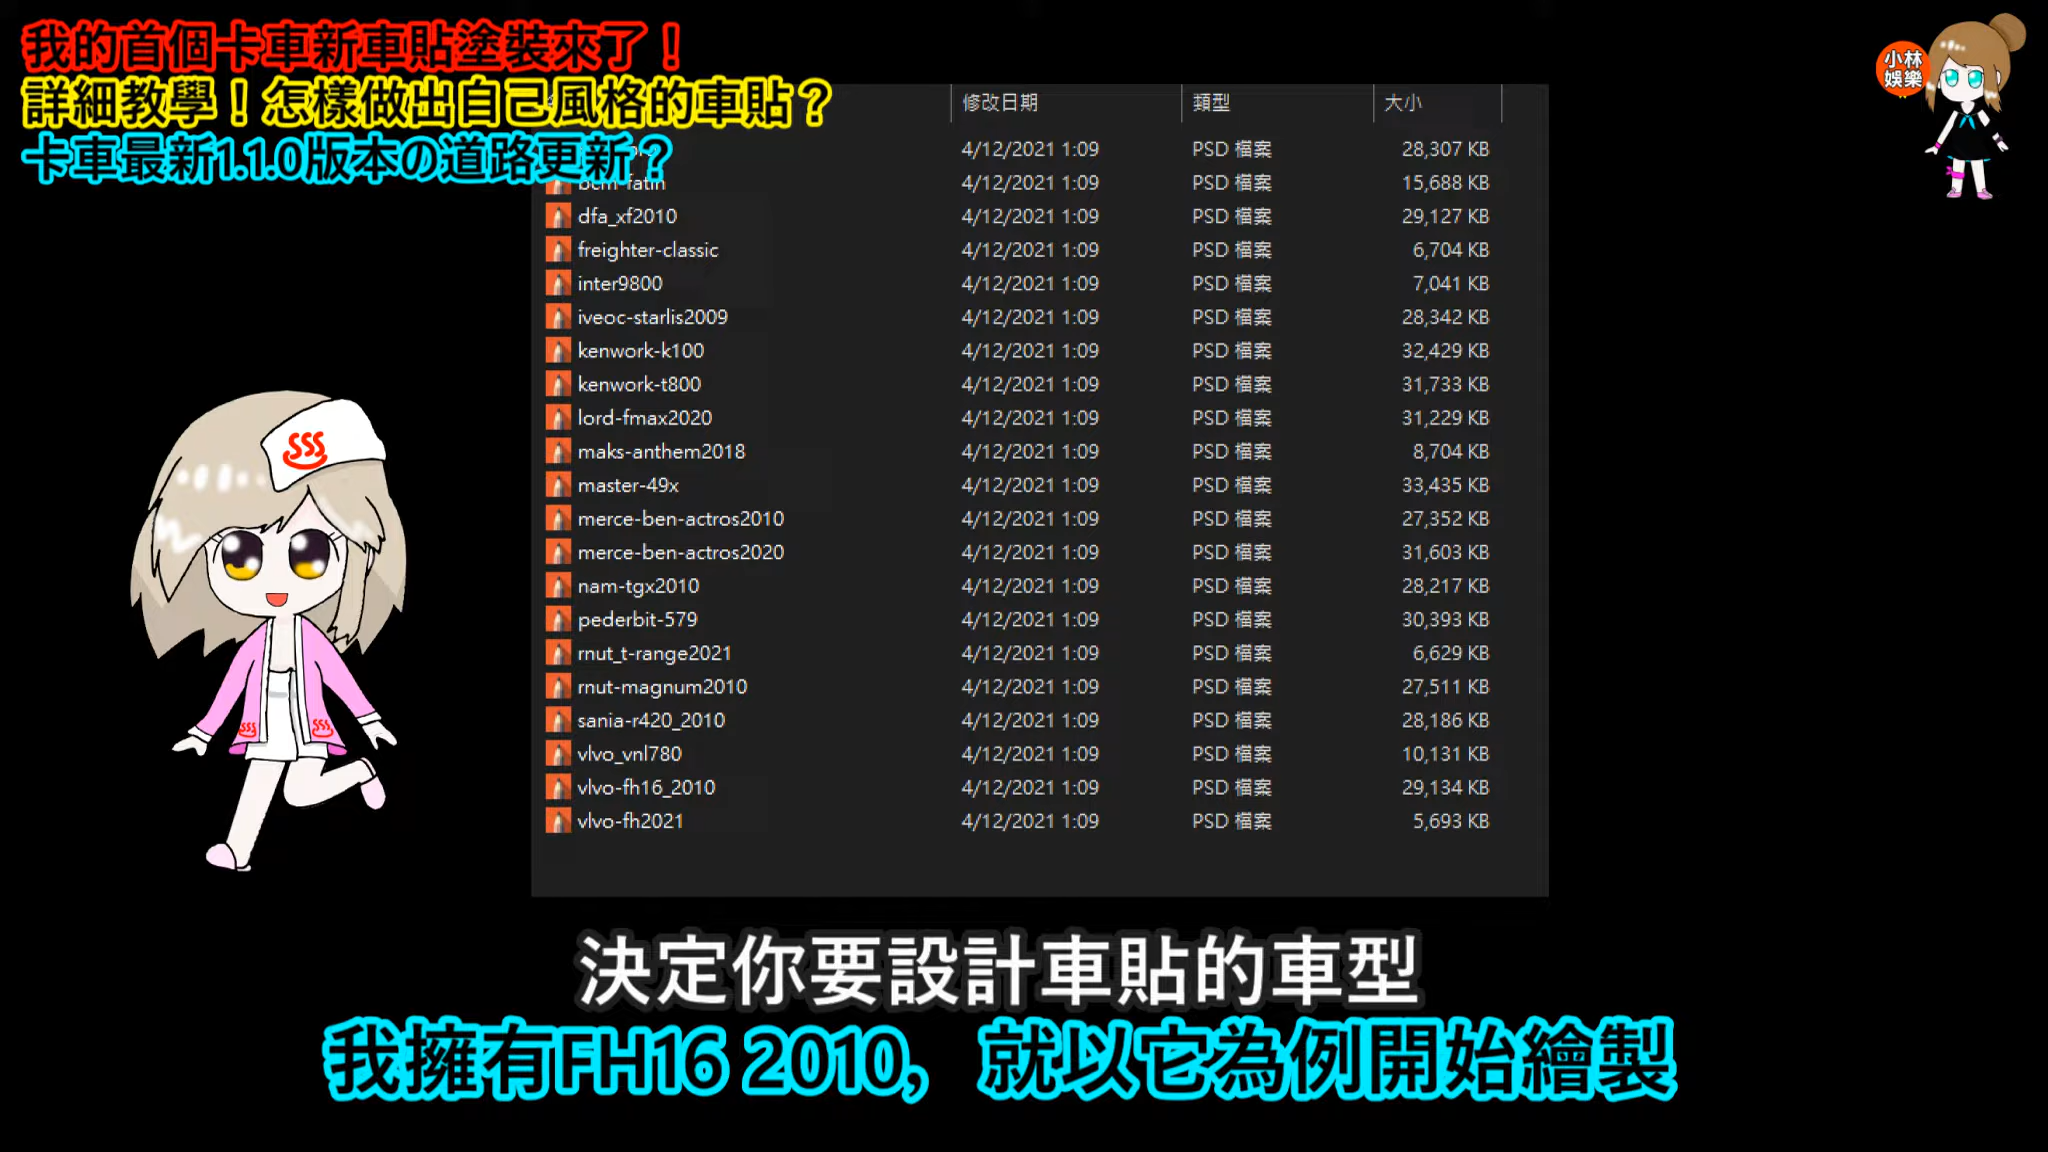 我的首個卡車新車貼塗裝來了！
詳細教學！怎樣做出自己風格的車貼？
卡車最新1.1.0版本の道路更新？
小林
娛樂
修改日期 類型 大小
4/12/2021 1:09 PSD 檔案 28,307 KB
bcm-fatih 4/12/2021 1:09 PSD 檔案 15,688 KB
dfa_xf2010 4/12/2021 1:09 PSD 檔案 29,127 KB
freighter-classic 4/12/2021 1:09 PSD 檔案 6,704 KB
inter9800 4/12/2021 1:09 PSD 檔案 7,041 KB
iveoc-starlis2009 4/12/2021 1:09 PSD 檔案 28,342 KB
kenwork-k100 4/12/2021 1:09 PSD 檔案 32,429 KB
kenwork-t800 4/12/2021 1:09 PSD 檔案 31,733 KB
lord-fmax2020 4/12/2021 1:09 PSD 檔案 31,229 KB
maks-anthem2018 4/12/2021 1:09 PSD 檔案 8,704 KB
master-49x 4/12/2021 1:09 PSD 檔案 33,435 KB
merce-ben-actros2010 4/12/2021 1:09 PSD 檔案 27,352 KB
merce-ben-actros2020 4/12/2021 1:09 PSD 檔案 31,603 KB
nam-tgx2010 4/12/2021 1:09 PSD 檔案 28,217 KB
pederbit-579 4/12/2021 1:09 PSD 檔案 30,393 KB
rnut_t-range2021 4/12/2021 1:09 PSD 檔案 6,629 KB
rnut-magnum2010 4/12/2021 1:09 PSD 檔案 27,511 KB
sania-r420_2010 4/12/2021 1:09 PSD 檔案 28,186 KB
vlvo_vnl780 4/12/2021 1:09 PSD 檔案 10,131 KB
vlvo-fh16_2010 4/12/2021 1:09 PSD 檔案 29,134 KB
vlvo-fh2021 4/12/2021 1:09 PSD 檔案 5,693 KB
決定你要設計車貼的車型
我擁有FH16 2010，就以它為例開始繪製